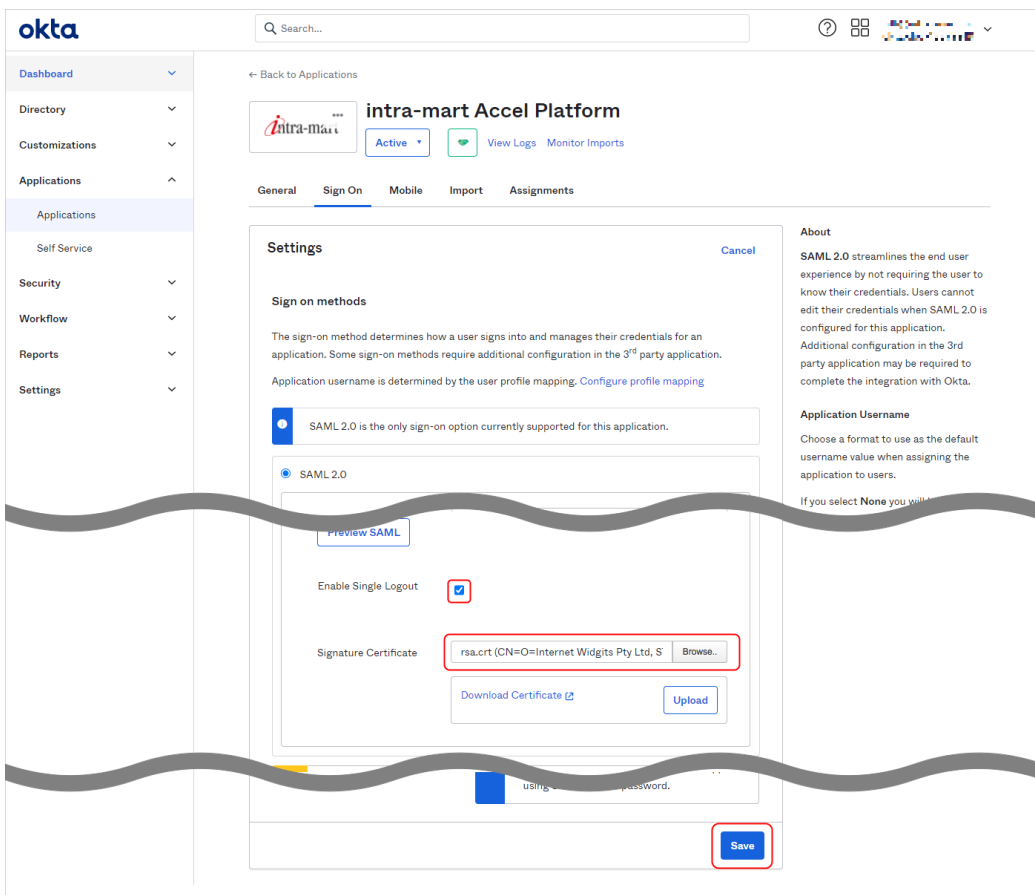 okta
Search...
Dashboard
Directory
Customizations
Applications
Applications
Self Service
Security
Workflow
Reports
Settings
← Back to Applications
intra-mart
intra-mart Accel Platform
Active
View Logs Monitor Imports
General Sign On Mobile Import Assignments
Settings
Cancel
Sign on methods
The sign-on method determines how a user signs into and manages their credentials for an
application. Some sign-on methods require additional configuration in the 3rd party application.
Application username is determined by the user profile mapping. Configure profile mapping
SAML 2.0 is the only sign-on option currently supported for this application.
SAML 2.0
Preview SAML
Enable Single Logout
Signature Certificate
rsa.crt (CN=O=Internet Widgits Pty Ltd, S
Browse..
Download Certificate
Upload
using
password.
Save
About
SAML 2.0 streamlines the end user
experience by not requiring the user to
know their credentials. Users cannot
edit their credentials when SAML 2.0 is
configured for this application.
Additional configuration in the 3rd
party application may be required to
complete the integration with Okta.
Application Username
Choose a format to use as the default
username value when assigning the
application to users.
If you select None you will